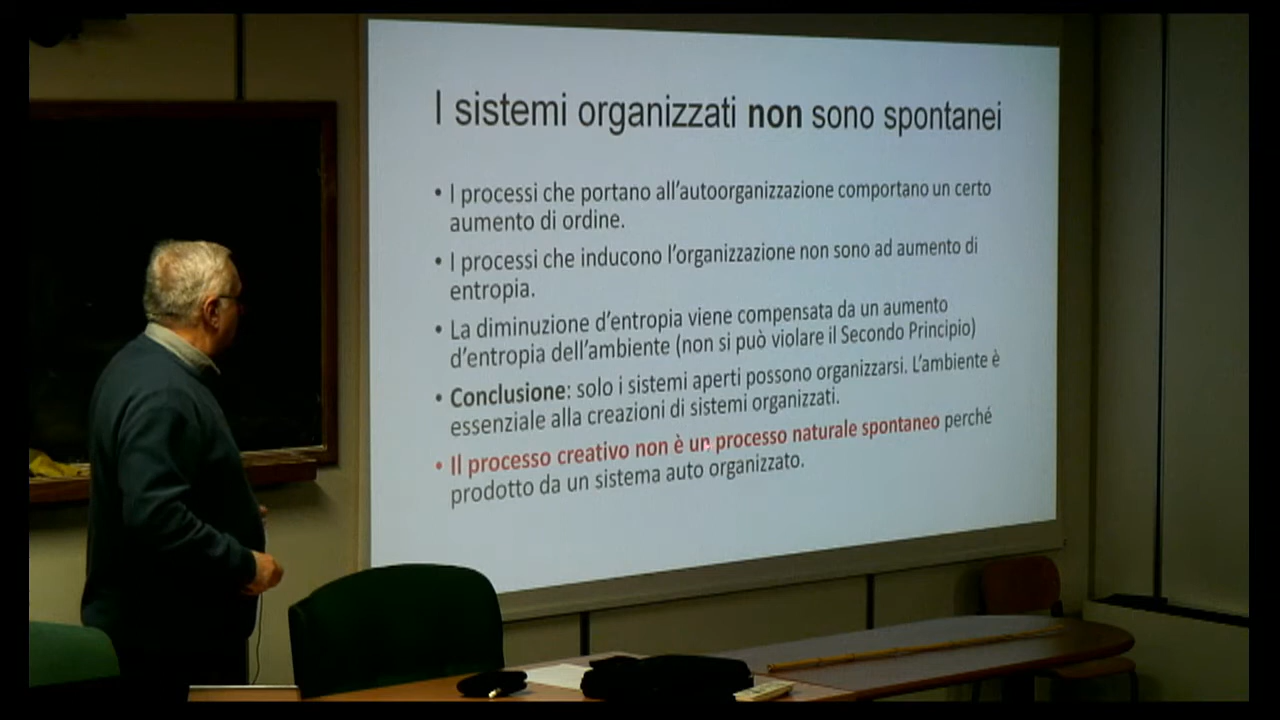 I sistemi organizzati non sono spontanei
• I processi che portano all'autoorganizzazione comportano un certo
aumento di ordine.
• I processi che inducono l'organizzazione non sono ad aumento di
entropia.
• La diminuzione d'entropia viene compensata da un aumento
d'entropia dell'ambiente (non si può violare il Secondo Principio)
• Conclusione: solo i sistemi aperti possono organizzarsi. L'ambiente è
essenziale alla creazioni di sistemi organizzati.
• Il processo creativo non è un processo naturale spontaneo perché
prodotto da un sistema auto organizzato.